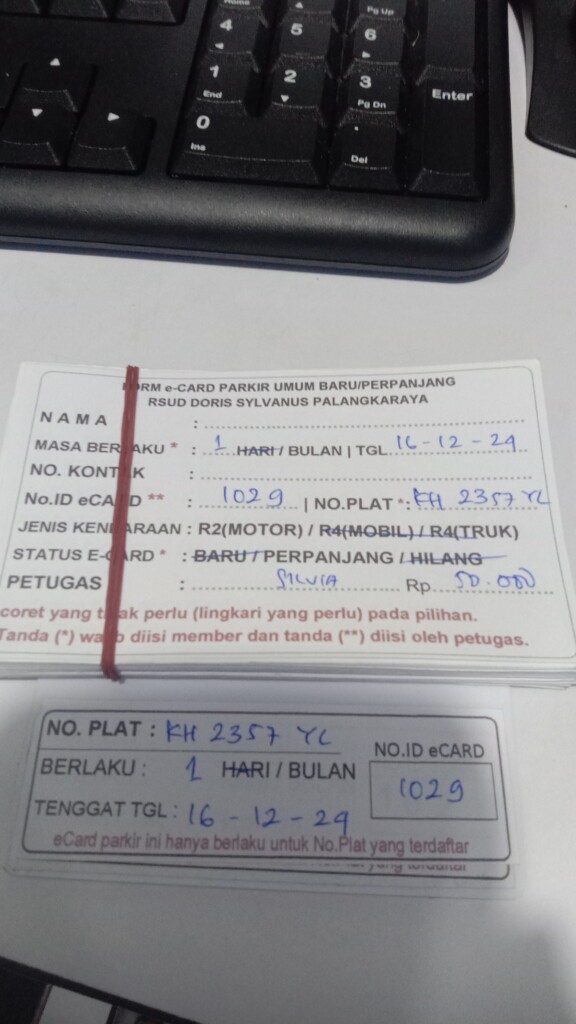 Home
▲
Pg Up
4
◄
5
6
►
1
End
2
▼
3
Pg Dn
Enter
0
Ins
.
Del
▲
▼
►
FORM e-CARD PARKIR UMUM BARU/PERPANJANG
RSUD DORIS SYLVANUS PALANGKARAYA
NAMA :
MASA BERLAKU * : 1 HARI / BULAN | TGL. 16-12-24
NO. KONTAK :
No.ID eCARD ** : 1029 | NO.PLAT *: KH 2357 YL
JENIS KENDARAAN : R2(MOTOR) / R4(MOBIL) / R4(TRUK)
STATUS E-CARD * : BARU / PERPANJANG / HILANG
PETUGAS : SILVIA Rp. 50.000
coret yang tidak perlu (lingkari yang perlu) pada pilihan.
Tanda (*) wajib diisi member dan tanda (**) diisi oleh petugas.
NO. PLAT : KH 2357 YL
NO.ID eCARD
BERLAKU : 1 HARI / BULAN
1029
TENGGAT TGL : 16 - 12 - 24
eCard parkir ini hanya berlaku untuk No.Plat yang terdaftar
yang terdaftar